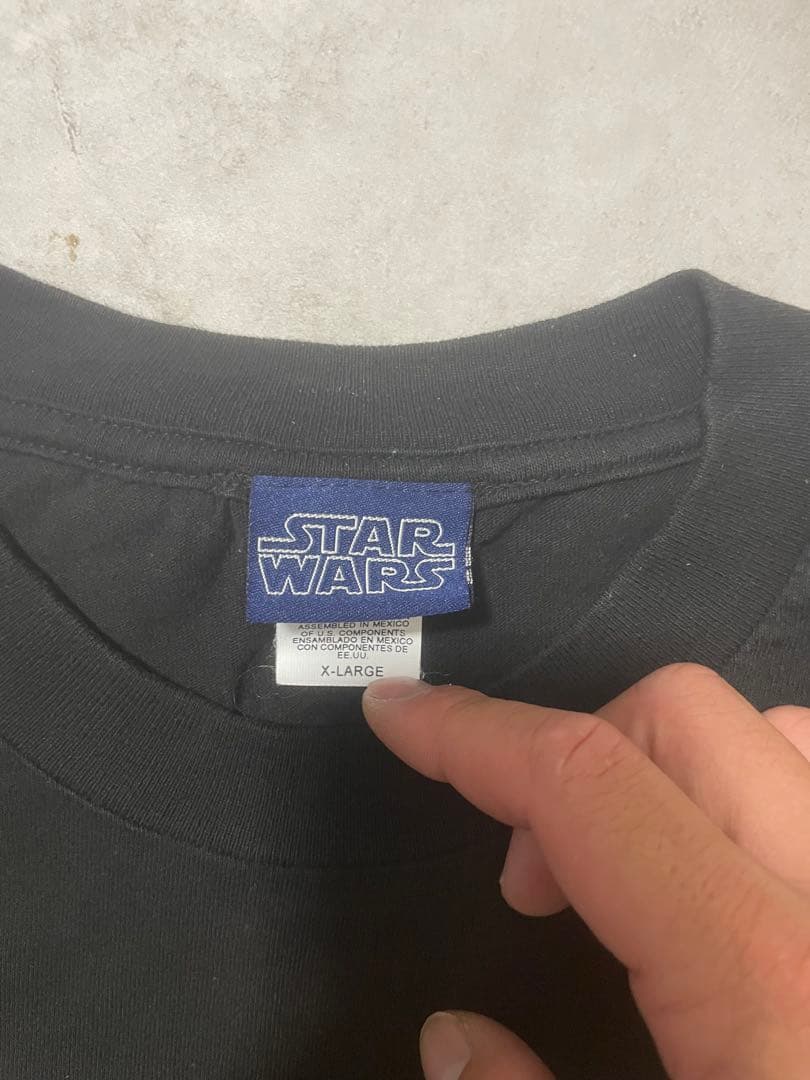 STAR
WARS
ASSEMBLED IN MEXICO
OF U.S. COMPONENTS
ENSAMBLADO EN MEXICO
CON COMPONENTES DE
EE.UU.
X-LARGE